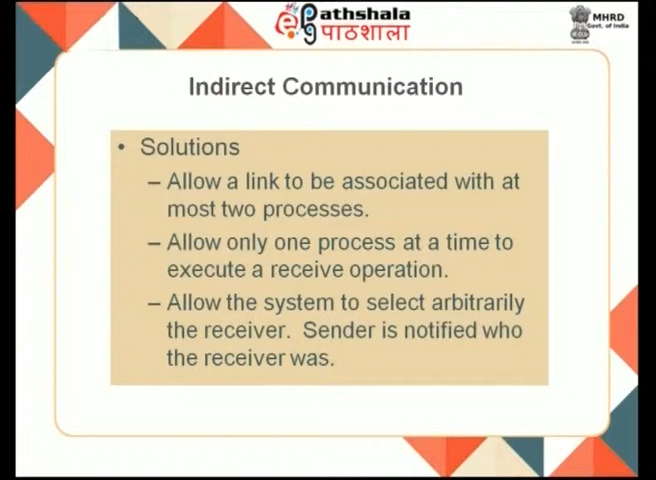 ePathshala
पाठशाला
MHRD
Govt. of India
Indirect Communication
• Solutions
– Allow a link to be associated with at
most two processes.
– Allow only one process at a time to
execute a receive operation.
– Allow the system to select arbitrarily
the receiver. Sender is notified who
the receiver was.